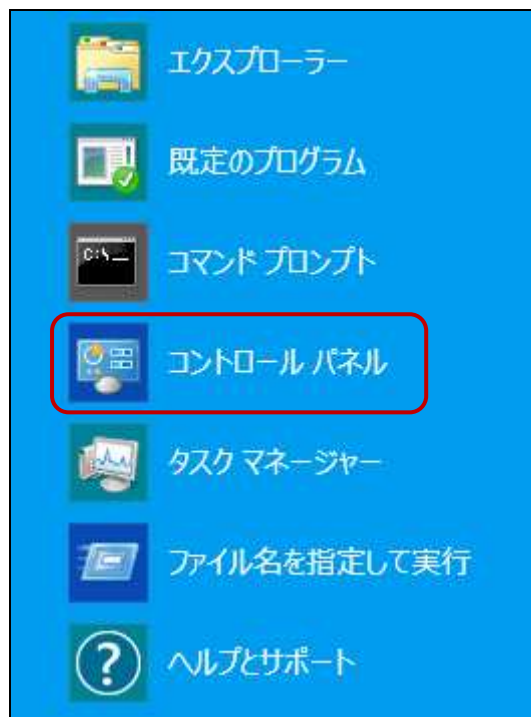 エクスプローラー
既定のプログラム
C:\_
コマンド プロンプト
コントロール パネル
タスク マネージャー
ファイル名を指定して実行
?
ヘルプとサポート